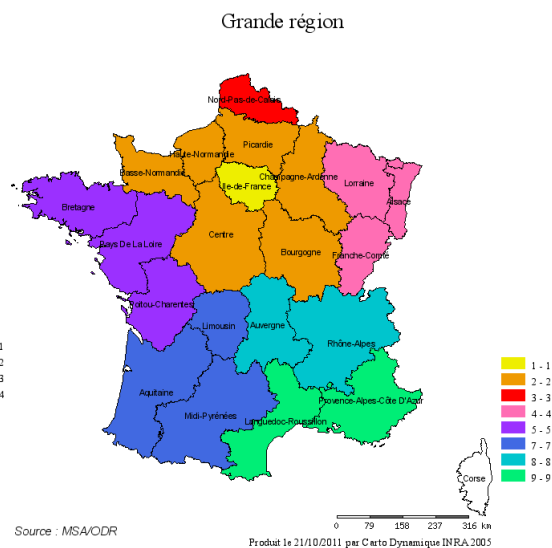 Grande région
Nord-Pas-de-Calais
Picardie
Haute-Normandie
Basse-Normandie
Champagne-Ardenne
Ile-de-France
Lorraine
Alsace
Bretagne
Pays De La Loire
Centre
Bourgogne
Franche-Comté
Poitou-Charentes
Limousin
Auvergne
Rhône-Alpes
Aquitaine
Midi-Pyrénées
Languedoc-Roussillon
Provence-Alpes-Côte D'Azur
Corse
1
2
3
4
1 - 1
2 - 2
3 - 3
4 - 4
5 - 5
7 - 7
8 - 8
9 - 9
0 79 158 237 316 km
Source : MSA/ODR
Produit le 21/10/2011 par Carto Dynamique INRA 2005